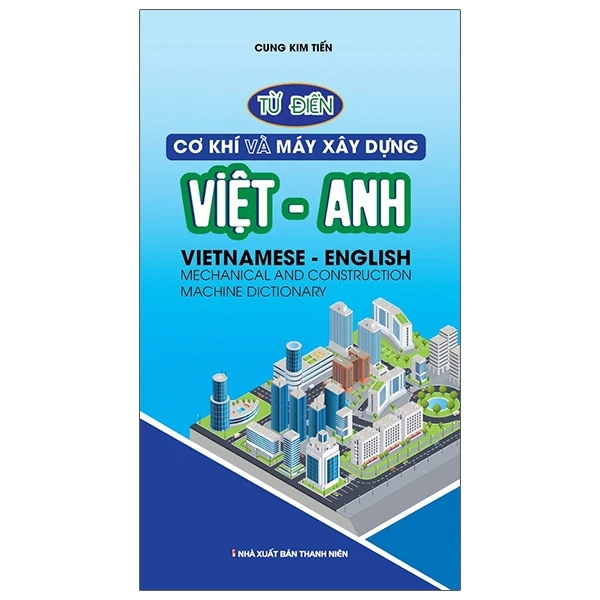 CUNG KIM TIẾN
TỪ ĐIỂN
CƠ KHÍ VÀ MÁY XÂY DỰNG
VIỆT - ANH
VIETNAMESE - ENGLISH
MECHANICAL AND CONSTRUCTION
MACHINE DICTIONARY
NHÀ XUẤT BẢN THANH NIÊN